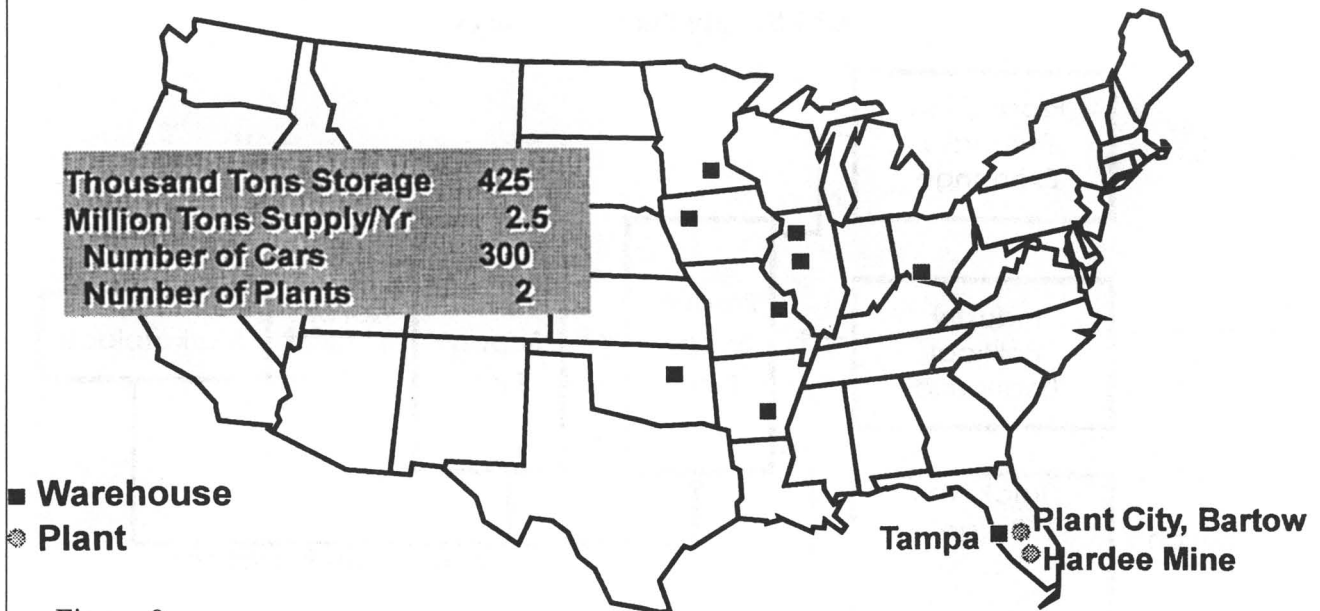 Thousand Tons Storage 425
Million Tons Supply/Yr 2.5
Number of Cars 300
Number of Plants 2
Warehouse
Plant
Tampa
Plant City, Bartow
Hardee Mine